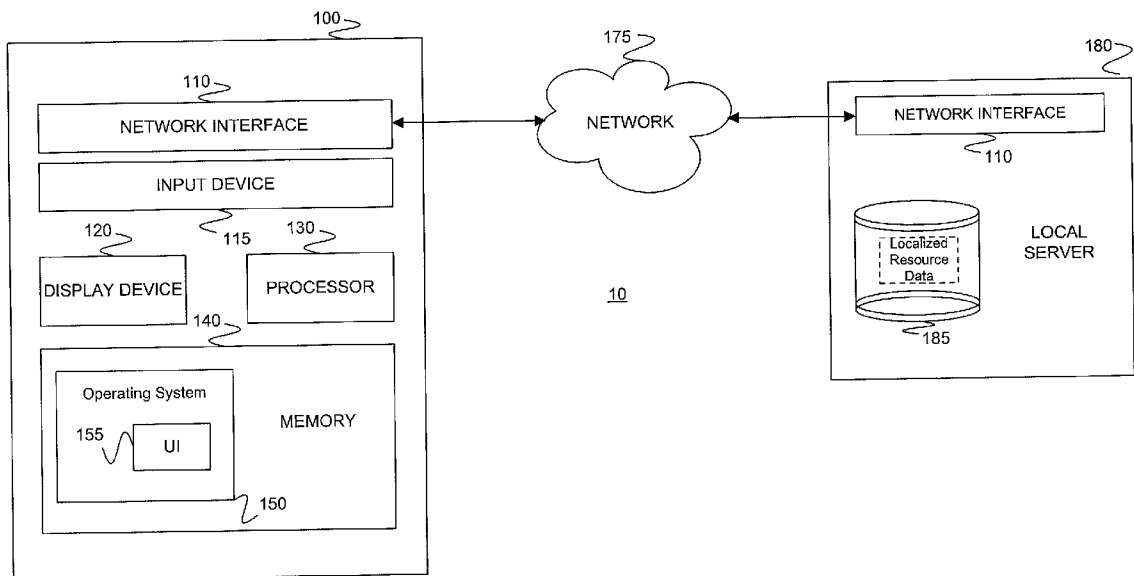 100
110
NETWORK INTERFACE
INPUT DEVICE
115
120
DISPLAY DEVICE
130
PROCESSOR
140
Operating System
UI
155
150
MEMORY
175
NETWORK
10
180
NETWORK INTERFACE
110
Localized
Resource
Data
185
LOCAL
SERVER